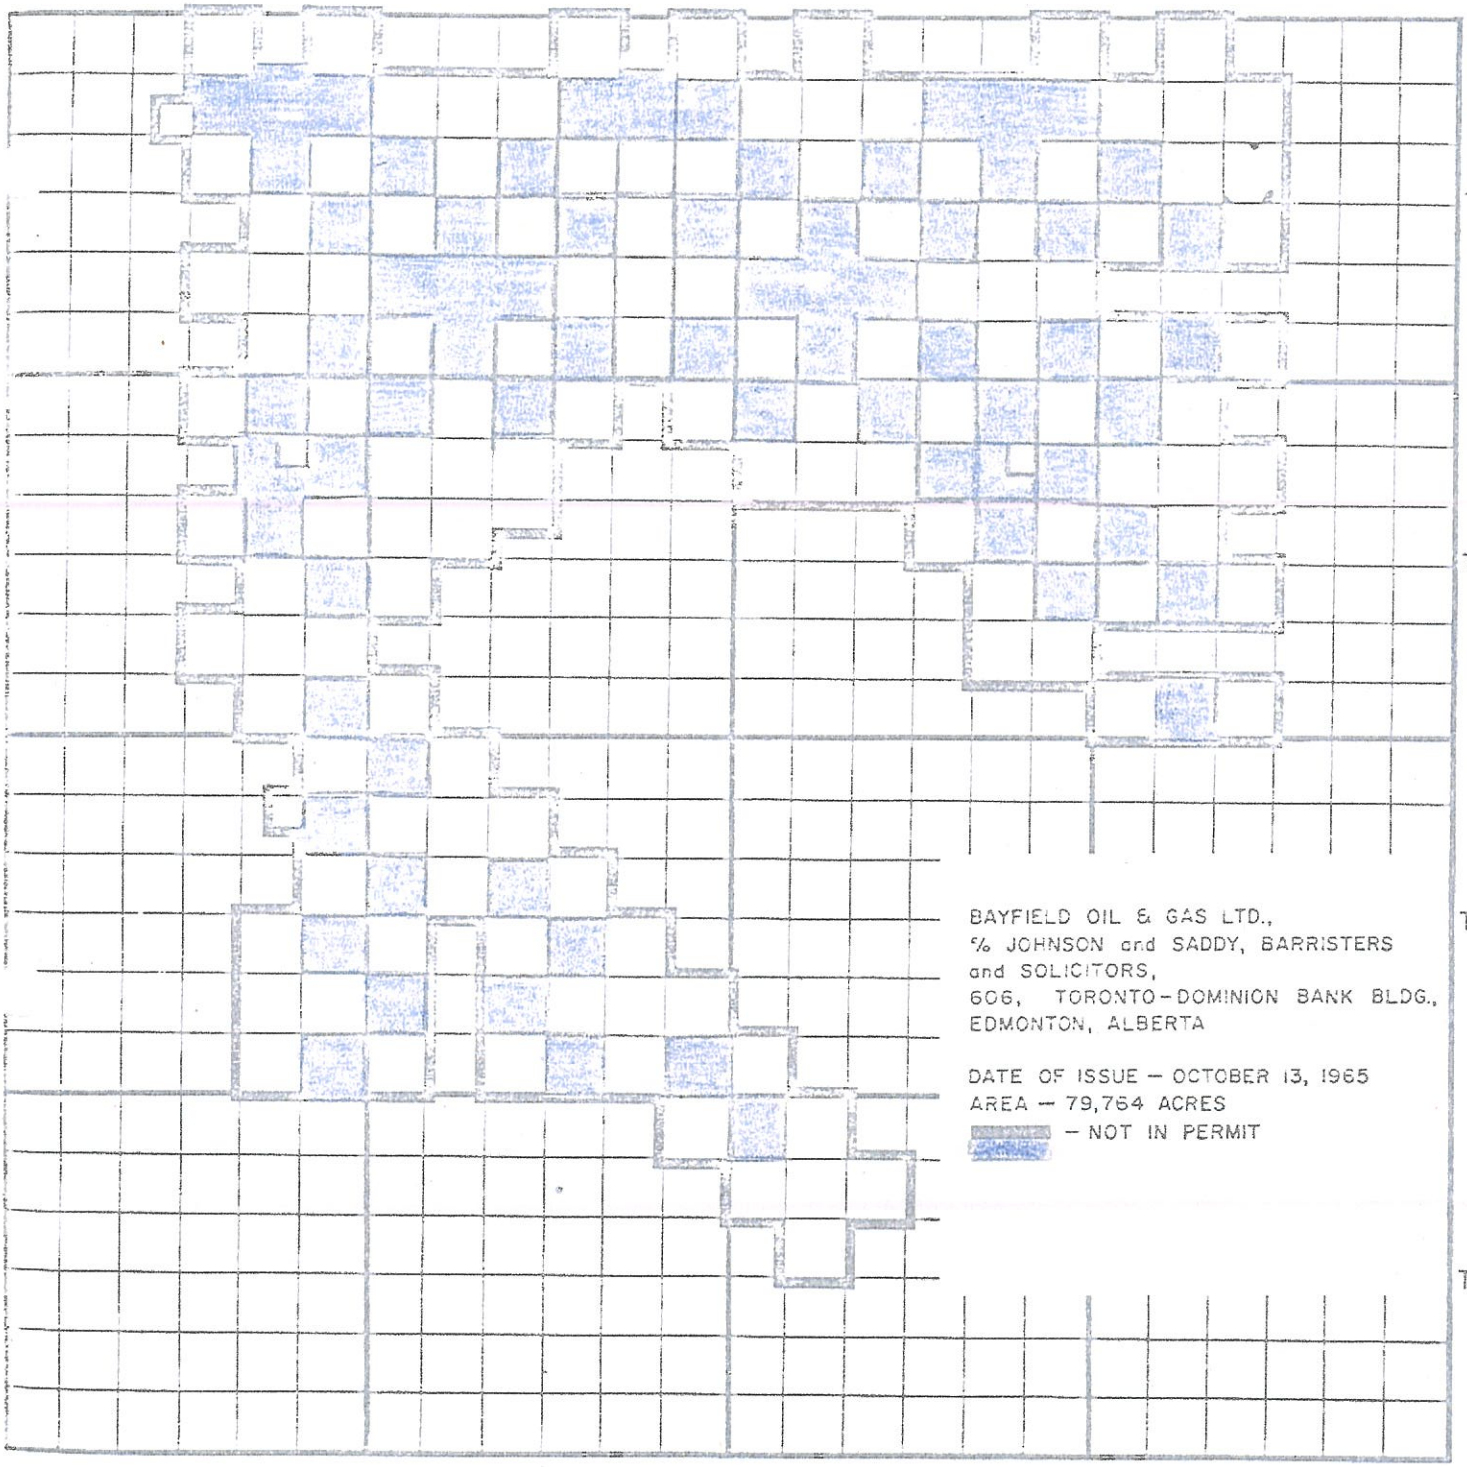 BAYFIELD OIL & GAS LTD.,
℅ JOHNSON and SADDY, BARRISTERS
and SOLICITORS,
606, TORONTO-DOMINION BANK BLDG.,
EDMONTON, ALBERTA
DATE OF ISSUE — OCTOBER 13, 1965
AREA — 79,764 ACRES
— NOT IN PERMIT